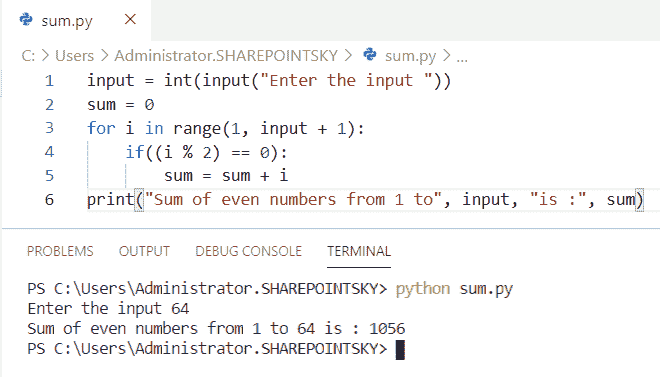 sum.py ×
C: > Users > Administrator.SHAREPOINTSKY > sum.py > ...
1 input = int(input("Enter the input "))
2 sum = 0
3 for i in range(1, input + 1):
4 if((i % 2) == 0):
5 sum = sum + i
6 print("Sum of even numbers from 1 to", input, "is :", sum)
PROBLEMS OUTPUT DEBUG CONSOLE TERMINAL
PS C:\Users\Administrator.SHAREPOINTSKY> python sum.py
Enter the input 64
Sum of even numbers from 1 to 64 is : 1056
PS C:\Users\Administrator.SHAREPOINTSKY>